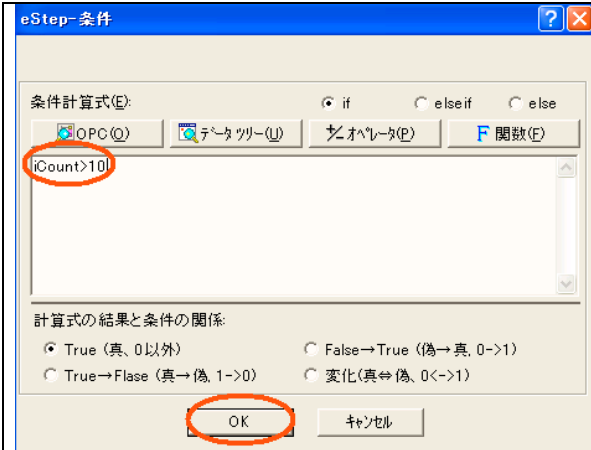 eStep-条件
条件計算式(E): if elseif else
OPC(O) データ ツリー(U) オペレータ(P) F 関数(F)
iCount>10
計算式の結果と条件の関係:
True (真、0以外) False→True (偽→真, 0->1)
True→Flase (真→偽, 1->0) 変化(真⇔偽、0<->1)
OK キャンセル